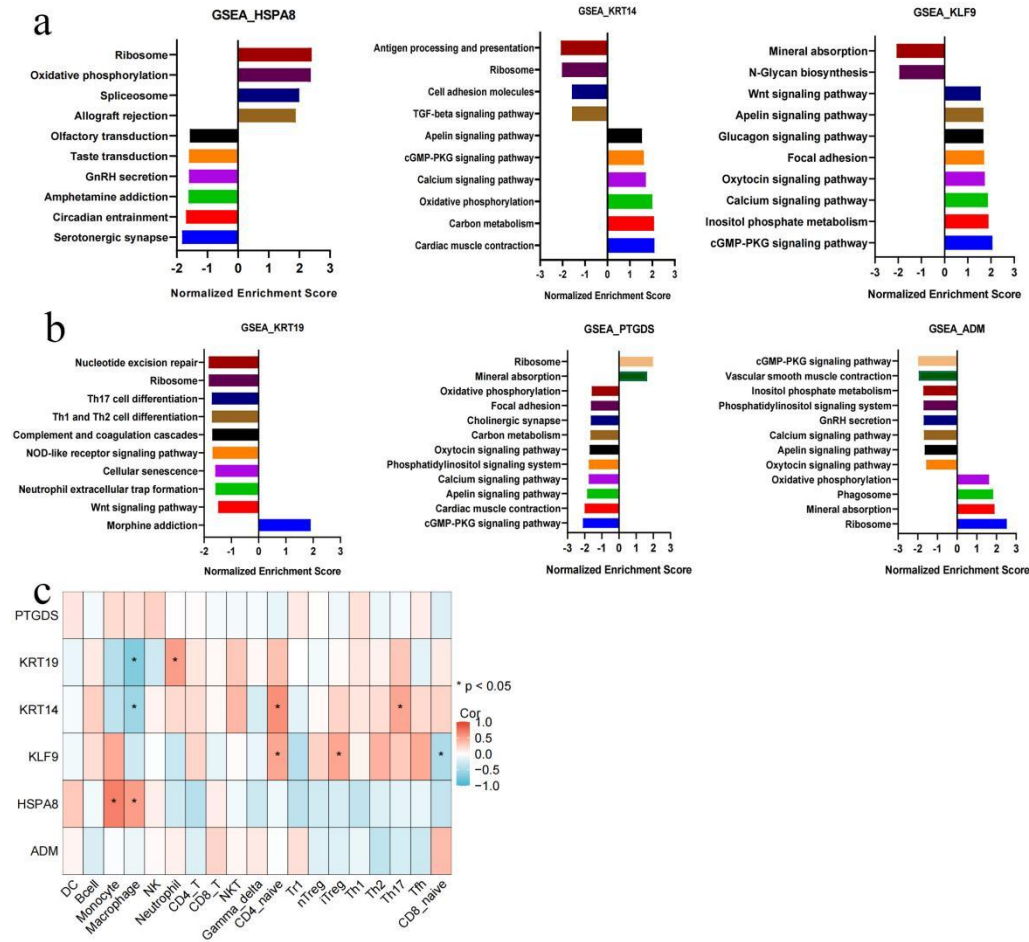 a
GSEA_HSPA8
Ribosome
Oxidative phosphorylation
Spliceosome
Allograft rejection
Olfactory transduction
Taste transduction
GnRH secretion
Amphetamine addiction
Circadian entrainment
Serotonergic synapse
-2 -1 0 1 2 3
Normalized Enrichment Score
GSEA_KRT14
Antigen processing and presentation
Ribosome
Cell adhesion molecules
TGF-beta signaling pathway
Apelin signaling pathway
cGMP-PKG signaling pathway
Calcium signaling pathway
Oxidative phosphorylation
Carbon metabolism
Cardiac muscle contraction
-3 -2 -1 0 1 2 3
Normalized Enrichment Score
GSEA_KLF9
Mineral absorption
N-Glycan biosynthesis
Wnt signaling pathway
Apelin signaling pathway
Glucagon signaling pathway
Focal adhesion
Oxytocin signaling pathway
Calcium signaling pathway
Inositol phosphate metabolism
cGMP-PKG signaling pathway
-3 -2 -1 0 1 2 3
Normalized Enrichment Score
b
GSEA_KRT19
Nucleotide excision repair
Ribosome
Th17 cell differentiation
Th1 and Th2 cell differentiation
Complement and coagulation cascades
NOD-like receptor signaling pathway
Cellular senescence
Neutrophil extracellular trap formation
Wnt signaling pathway
Morphine addiction
-2 -1 0 1 2 3
Normalized Enrichment Score
GSEA_PTGDS
Ribosome
Mineral absorption
Oxidative phosphorylation
Focal adhesion
Cholinergic synapse
Carbon metabolism
Oxytocin signaling pathway
Phosphatidylinositol signaling system
Calcium signaling pathway
Apelin signaling pathway
Cardiac muscle contraction
cGMP-PKG signaling pathway
-3 -2 -1 0 1 2 3
Normalized Enrichment Score
GSEA_ADM
cGMP-PKG signaling pathway
Vascular smooth muscle contraction
Inositol phosphate metabolism
Phosphatidylinositol signaling system
GnRH secretion
Calcium signaling pathway
Apelin signaling pathway
Oxytocin signaling pathway
Oxidative phosphorylation
Phagosome
Mineral absorption
Ribosome
-3 -2 -1 0 1 2 3
Normalized Enrichment Score
c
PTGDS
KRT19 * *
KRT14 * * *
KLF9 * * *
HSPA8 * *
ADM
DC Bcell Monocyte Macrophage NK Neutrophil CD4_T CD8_T NKT Gamma_delta CD4_naive Tr1 nTreg iTreg Th1 Th2 Th17 Tfh CD8_naive
* p < 0.05
Cor
1.0
0.5
0.0
-0.5
-1.0